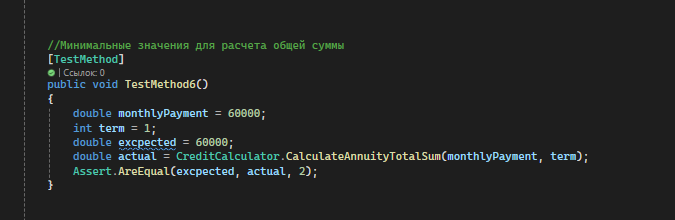 //Минимальные значения для расчета общей суммы
[TestMethod]
| Ссылок: 0
public void TestMethod6()
{
double monthlyPayment = 60000;
int term = 1;
double excpected = 60000;
double actual = CreditCalculator.CalculateAnnuityTotalSum(monthlyPayment, term);
Assert.AreEqual(excpected, actual, 2);
}